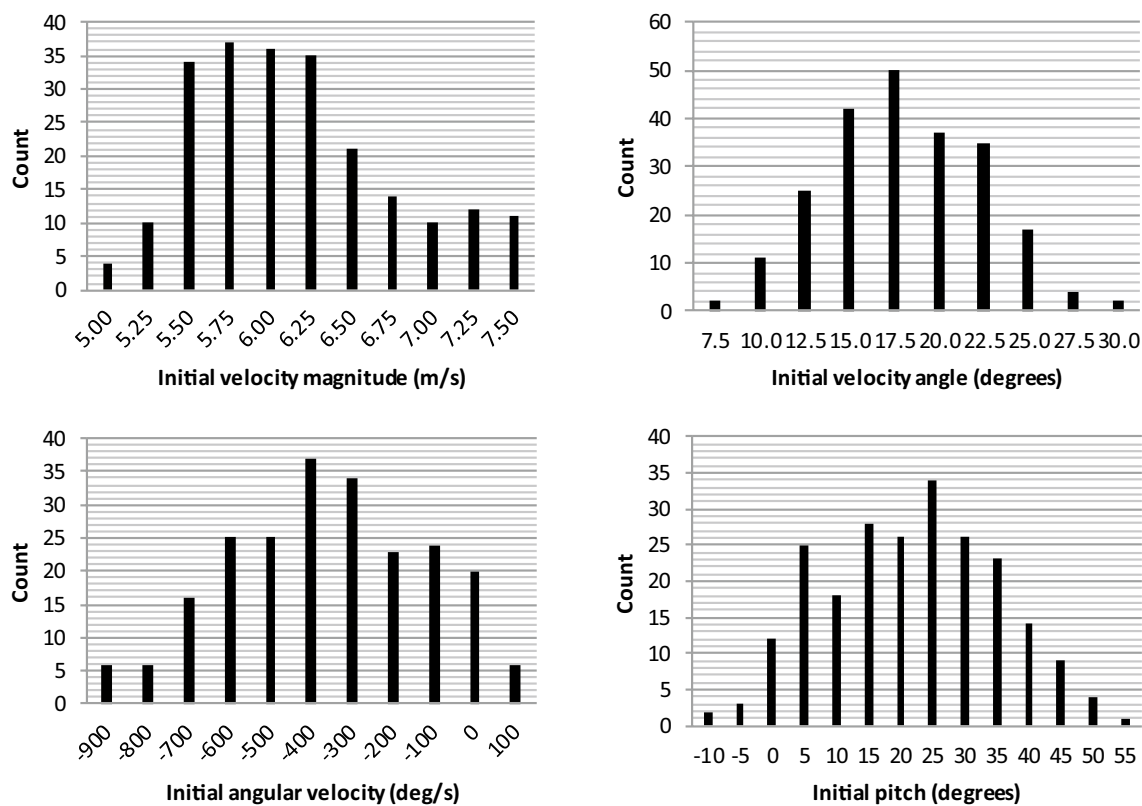 40
35
30
25
20
15
10
5
0
Count
5.00 5.25 5.50 5.75 6.00 6.25 6.50 6.75 7.00 7.25 7.50
Initial velocity magnitude (m/s)
60
50
40
30
20
10
0
Count
7.5 10.0 12.5 15.0 17.5 20.0 22.5 25.0 27.5 30.0
Initial velocity angle (degrees)
40
35
30
25
20
15
10
5
0
Count
-900 -800 -700 -600 -500 -400 -300 -200 -100 0 100
Initial angular velocity (deg/s)
40
35
30
25
20
15
10
5
0
Count
-10 -5 0 5 10 15 20 25 30 35 40 45 50 55
Initial pitch (degrees)